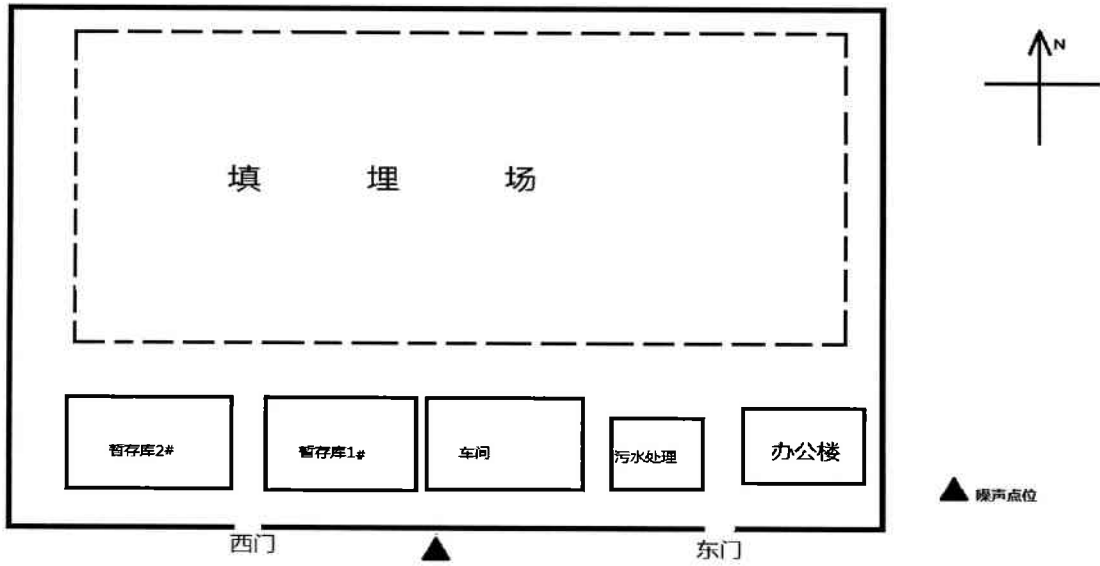 N
填 埋 场
暂存库2#
暂存库1#
车间
污水处理
办公楼
噪声点位
西门
东门